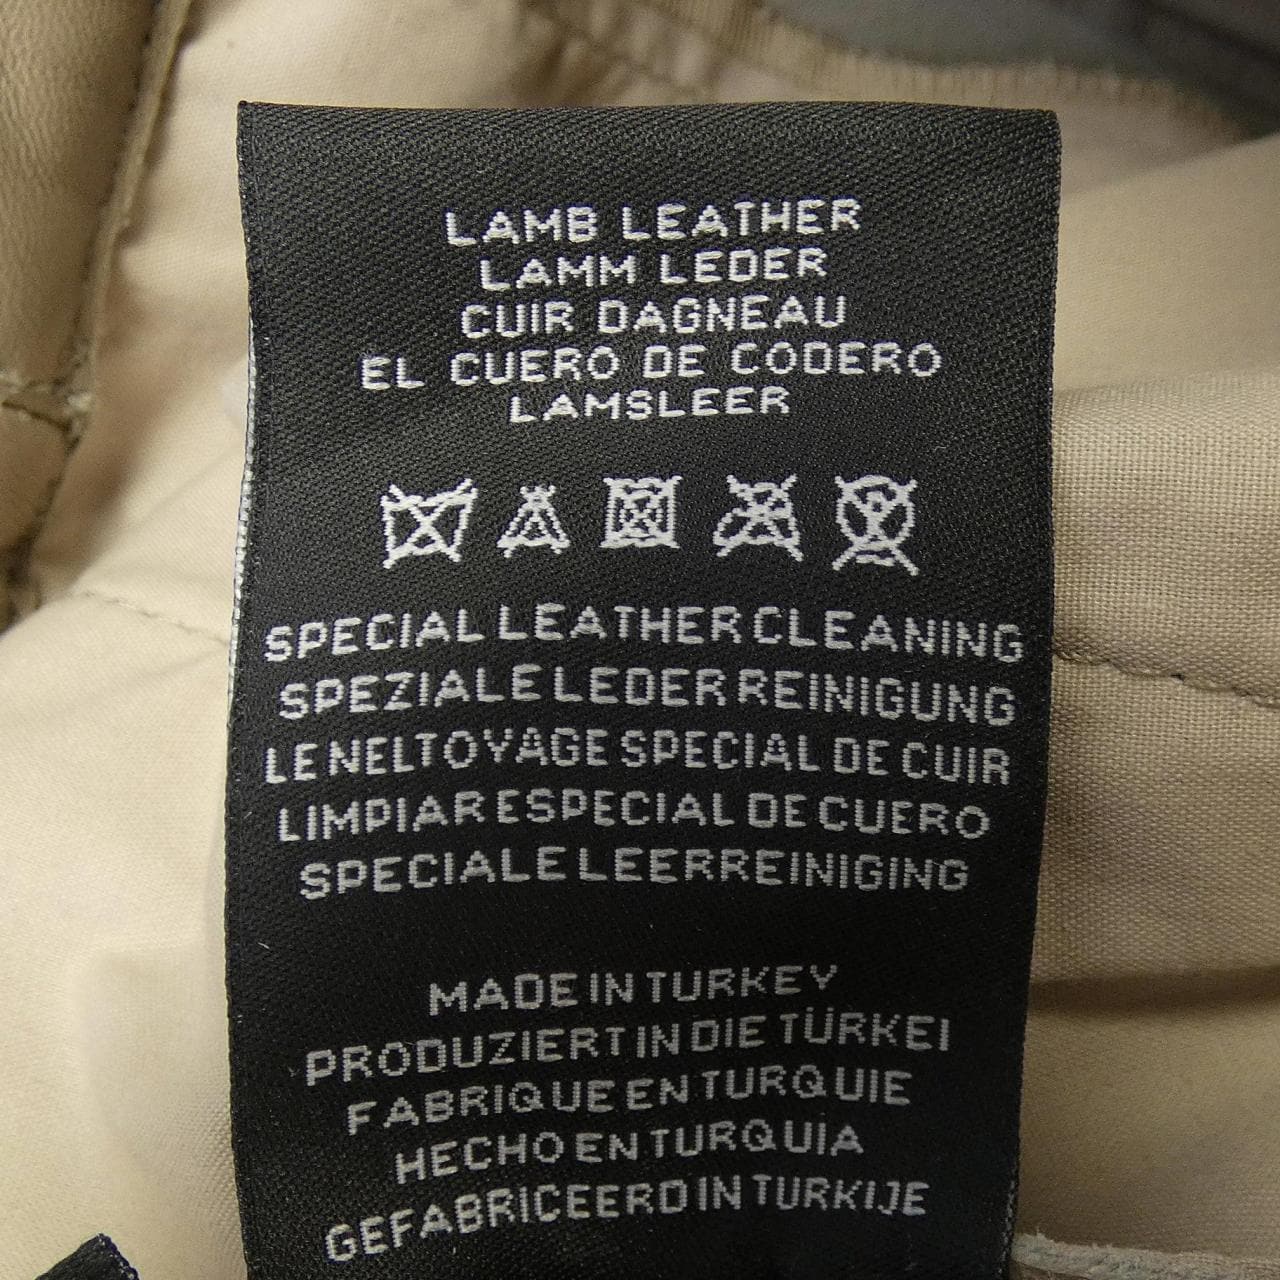 LAMB LEATHER
LAMM LEDER
CUIR DAGNEAU
EL CUERO DE CODERO
LAMSLEER
SPECIAL LEATHER CLEANING
SPEZIALE LEDER REINIGUNG
LE NELTOYAGE SPECIAL DE CUIR
LIMPIAR ESPECIAL DE CUERO
SPECIALE LEERREINIGING
MADE IN TURKEY
PRODUZIERT IN DIE TÜRKEI
FABRIQUE EN TURQUIE
HECHO EN TURQUİA
GEFABRICEERD IN TURKIJE